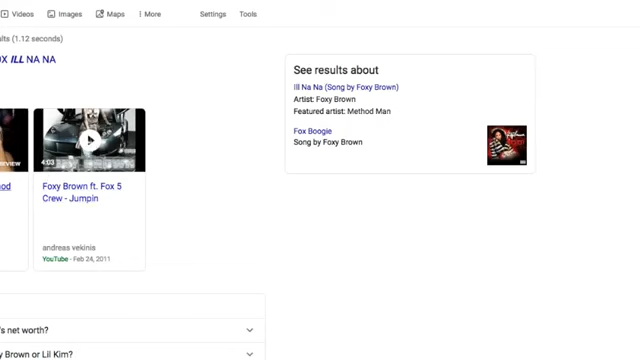 Videos Images Maps More Settings Tools
ults (1.12 seconds)
OX ILL NA NA
See results about
Ill Na Na (Song by Foxy Brown)
Artist: Foxy Brown
Featured artist: Method Man
Fox Boogie
Song by Foxy Brown
EVIEW
4:03
od
Foxy Brown ft. Fox 5
Crew - Jumpin
andreas vekinis
YouTube - Feb 24, 2011
's net worth?
y Brown or Lil Kim?